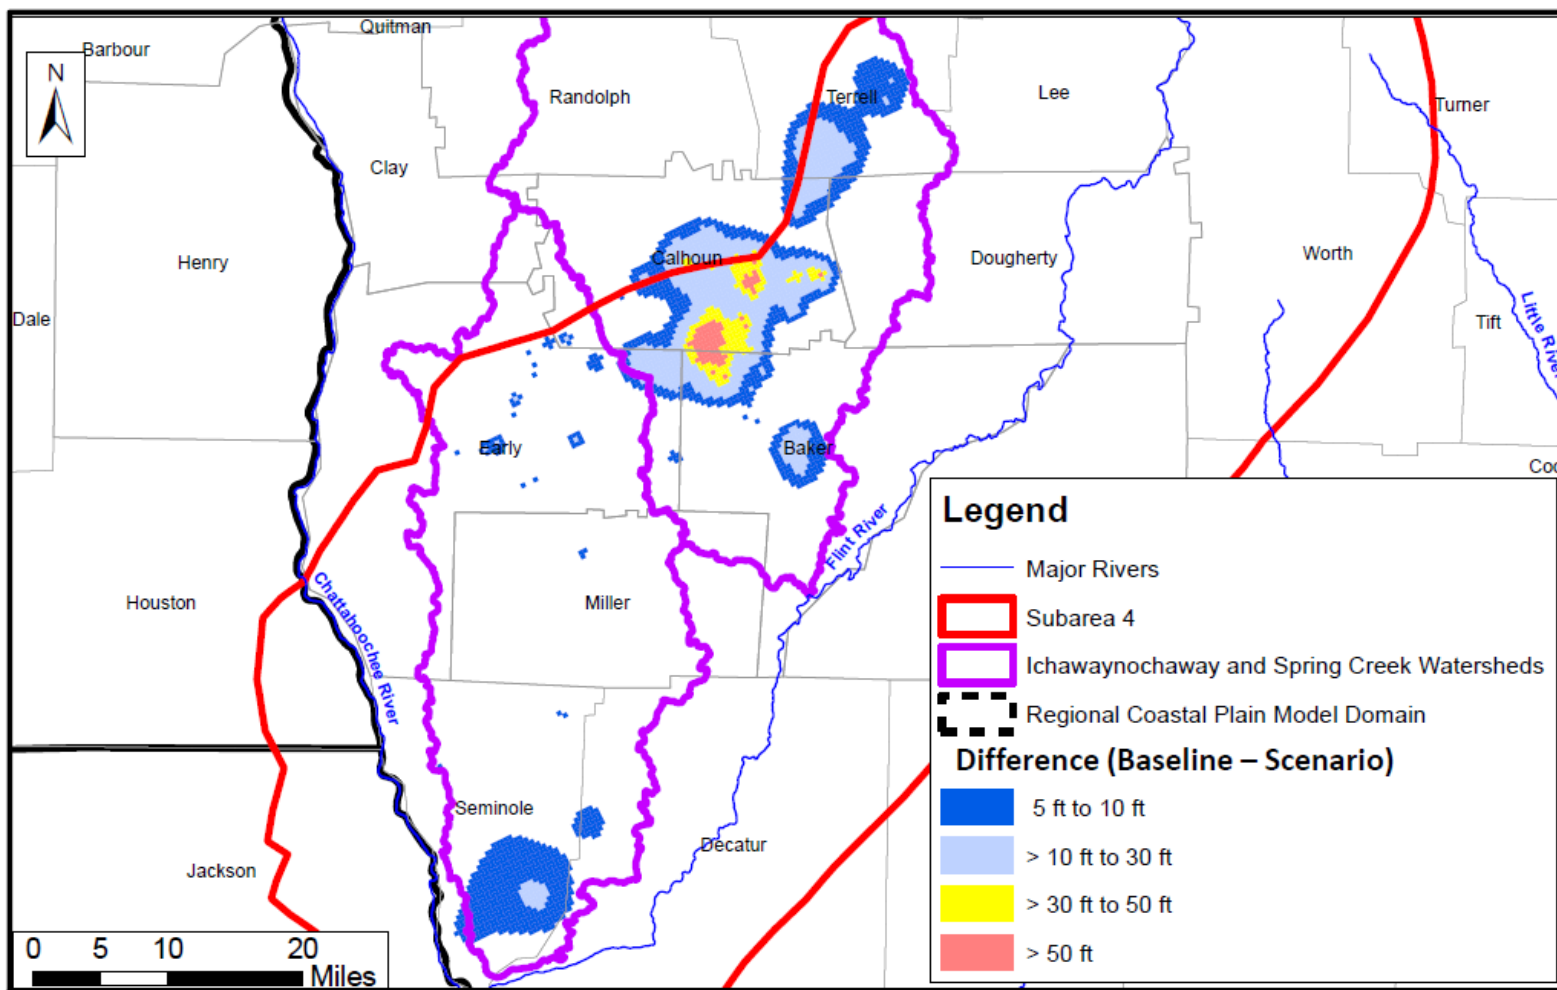 Quitman
Barbour
N
Randolph
Terrell
Lee
Turner
Clay
Henry
Calhoun
Dougherty
Worth
Dale
Tift
Little River
Early
Baker
Coo
Flint River
Chattahoochee River
Houston
Miller
Seminole
Decatur
Jackson
0 5 10 20
Miles
Legend
Major Rivers
Subarea 4
Ichawaynochaway and Spring Creek Watersheds
Regional Coastal Plain Model Domain
Difference (Baseline – Scenario)
5 ft to 10 ft
> 10 ft to 30 ft
> 30 ft to 50 ft
> 50 ft